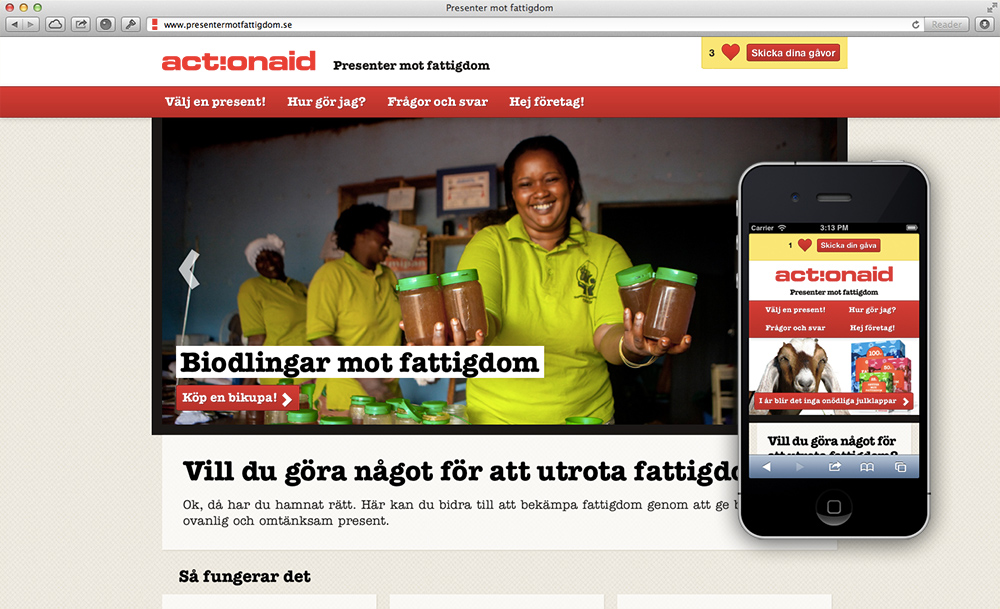 Presenter mot fattigdom
www.presentermotfattigdom.se
Reader
act!onaid
Presenter mot fattigdom
3
Skicka dina gåvor
Välj en present!
Hur gör jag?
Frågor och svar
Hej företag!
Biodlingar mot fattigdom
Köp en bikupa!
Vill du göra något för att utrota fattigdo
Ok, då har du hamnat rätt. Här kan du bidra till att bekämpa fattigdom genom att ge
ovanlig och omtänksam present.
Så fungerar det
Carrier
3:13 PM
1
Skicka din gåva
act!onaid
Presenter mot fattigdom
Välj en present!
Hur gör jag?
Frågor och svar
Hej företag!
100
I år blir det inga onödiga julklappar
Vill du göra något för
att utrota fattigdom?